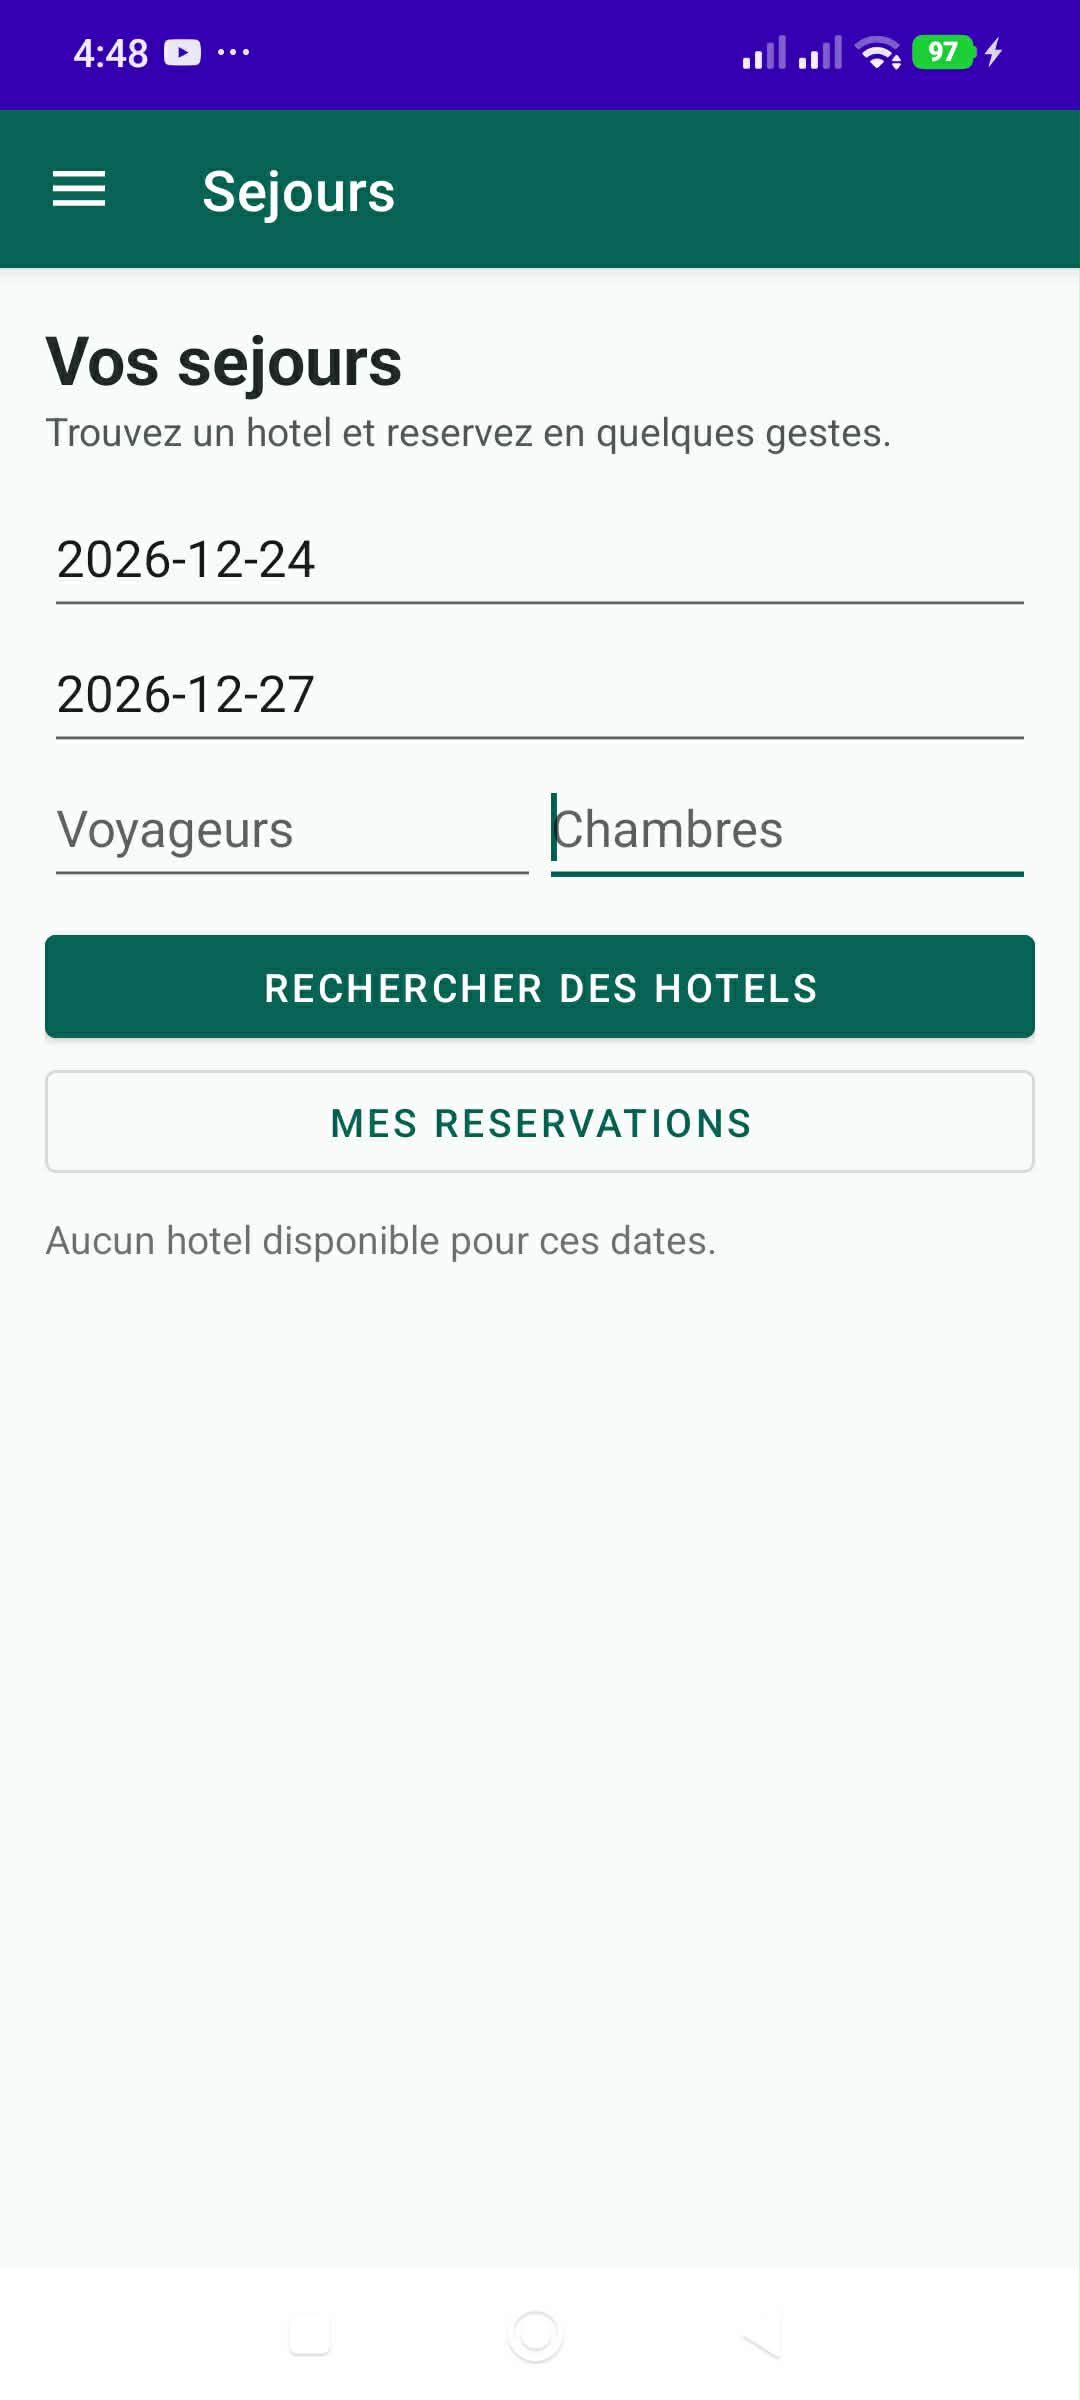 4:48
97
Sejours
Vos sejours
Trouvez un hotel et reservez en quelques gestes.
2026-12-24
2026-12-27
Voyageurs
Chambres
RECHERCHER DES HOTELS
MES RESERVATIONS
Aucun hotel disponible pour ces dates.